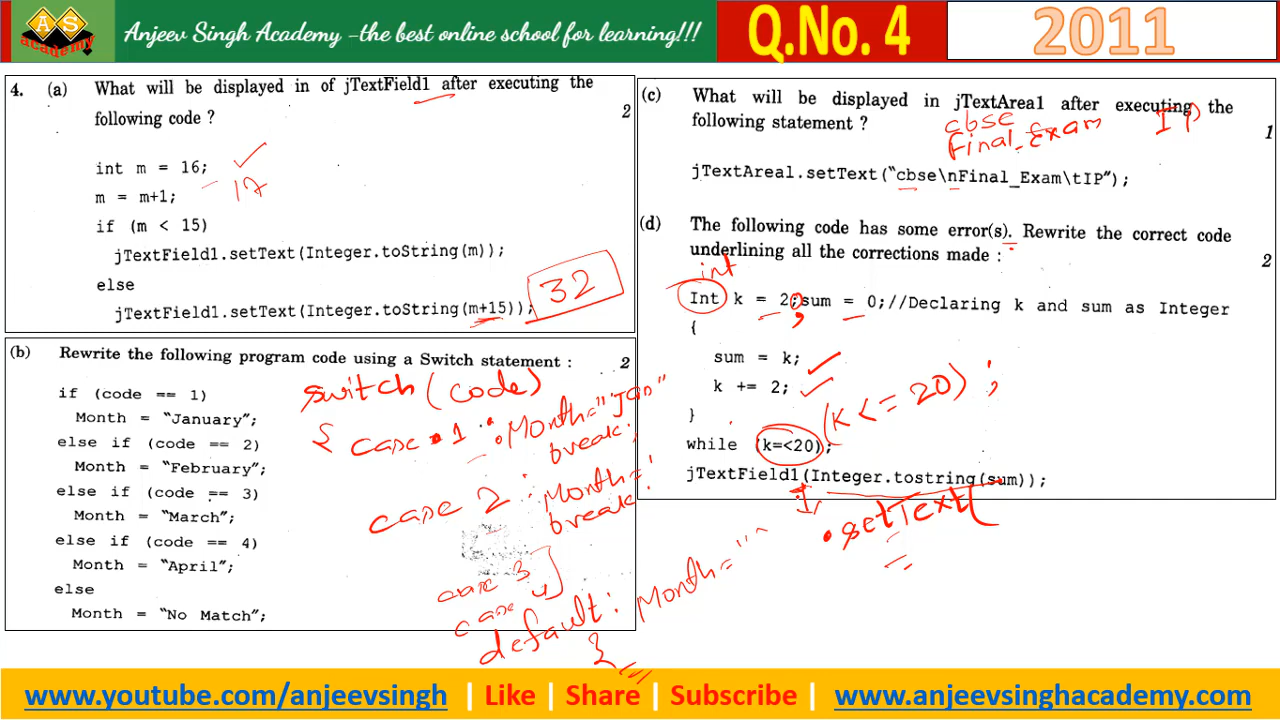 AS
academy
Anjeev Singh Academy –the best online school for learning!!!
Q.No. 4
2011
4. (a) What will be displayed in of jTextField1 after executing the
following code ?
2
int m = 16;
m = m+1;
17
if (m < 15)
jTextField1.setText(Integer.toString(m));
else
jTextField1.setText(Integer.toString(m+15));
32
(b) Rewrite the following program code using a Switch statement :
2
if (code == 1)
Month = “January”;
else if (code == 2)
Month = “February”;
else if (code == 3)
Month = “March”;
else if (code == 4)
Month = “April”;
else
Month = “No Match”;
switch (code)
{ case 1 : Month="Jan"
break;
case 2 : Month=
break;
case 3
case 4
default : Month=""
}
(c) What will be displayed in jTextArea1 after executing the
following statement ?
1
cbse
Final_Exam IP
jTextAreal.setText(“cbse\nFinal_Exam\tIP”);
(d) The following code has some error(s). Rewrite the correct code
underlining all the corrections made :
2
int
Int k = 2;sum = 0;//Declaring k and sum as Integer
,
{
sum = k;
k += 2;
}
(k <= 20) ;
while (k=<20);
jTextField1(Integer.tostring(sum));
.setText(
www.youtube.com/anjeevsingh | Like | Share | Subscribe | www.anjeevsinghacademy.com